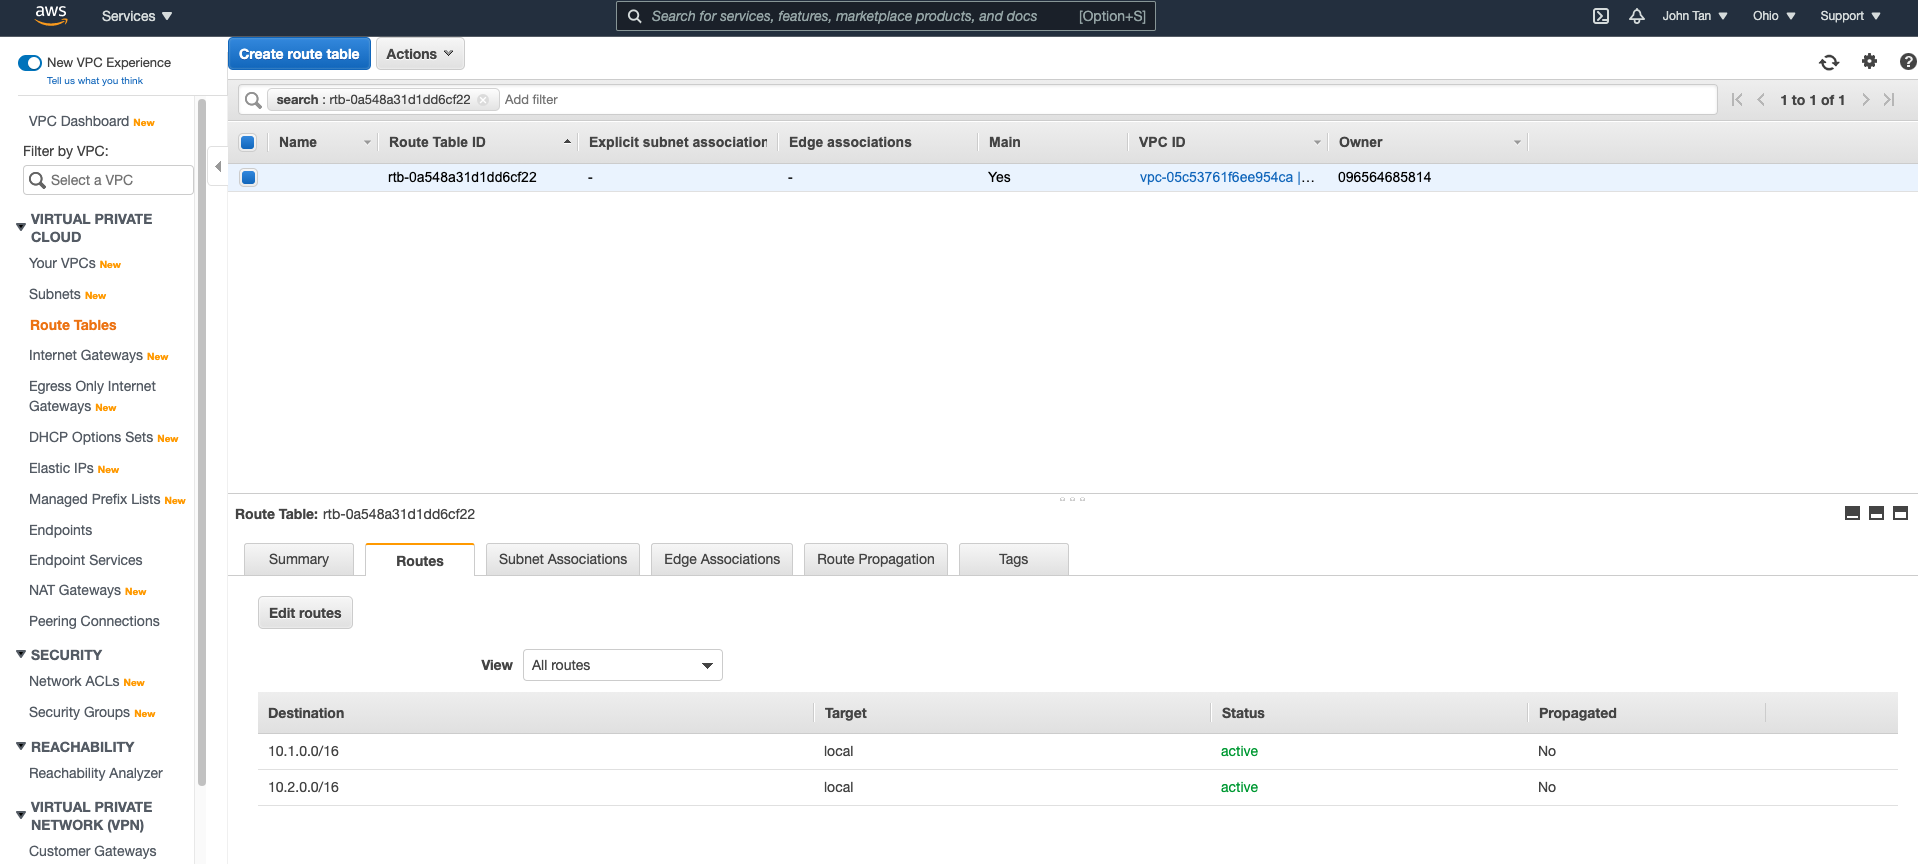 aws
Services
Search for services, features, marketplace products, and docs [Option+S]
John Tan
Ohio
Support
New VPC Experience
Tell us what you think
Create route table
Actions
search : rtb-0a548a31d1dd6cf22
Add filter
1 to 1 of 1
VPC Dashboard New
Filter by VPC:
Select a VPC
VIRTUAL PRIVATE
CLOUD
Your VPCs New
Subnets New
Route Tables
Internet Gateways New
Egress Only Internet
Gateways New
DHCP Options Sets New
Elastic IPs New
Managed Prefix Lists New
Endpoints
Endpoint Services
NAT Gateways New
Peering Connections
SECURITY
Network ACLs New
Security Groups New
REACHABILITY
Reachability Analyzer
VIRTUAL PRIVATE
NETWORK (VPN)
Customer Gateways
Name Route Table ID Explicit subnet association Edge associations Main VPC ID Owner
rtb-0a548a31d1dd6cf22 - - Yes vpc-05c53761f6ee954ca |... 096564685814
Route Table: rtb-0a548a31d1dd6cf22
Summary Routes Subnet Associations Edge Associations Route Propagation Tags
Edit routes
View All routes
Destination Target Status Propagated
10.1.0.0/16 local active No
10.2.0.0/16 local active No